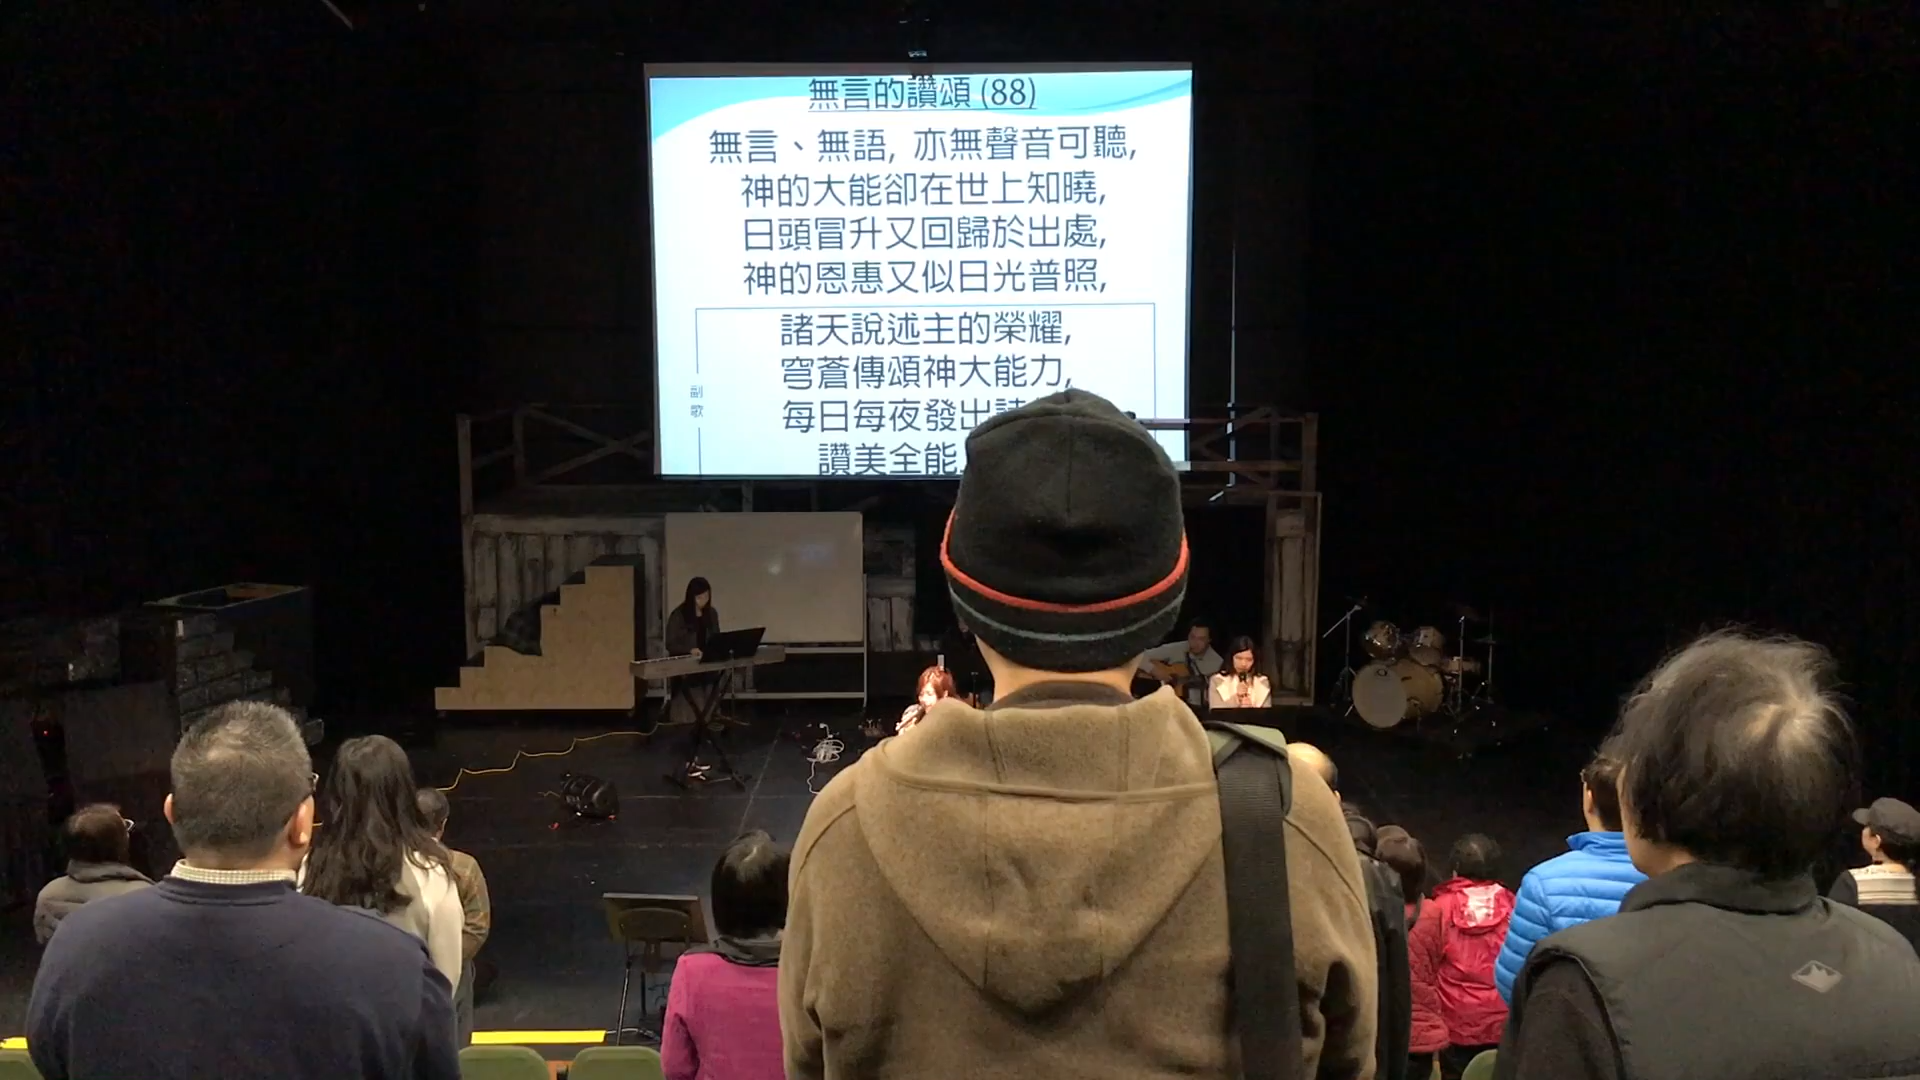 無言的讚頌 (88)
無言、無語, 亦無聲音可聽,
神的大能卻在世上知曉,
日頭冒升又回歸於出處,
神的恩惠又似日光普照,
諸天說述主的榮耀,
穹蒼傳頌神大能力,
副歌
每日每夜發出
讚美全能